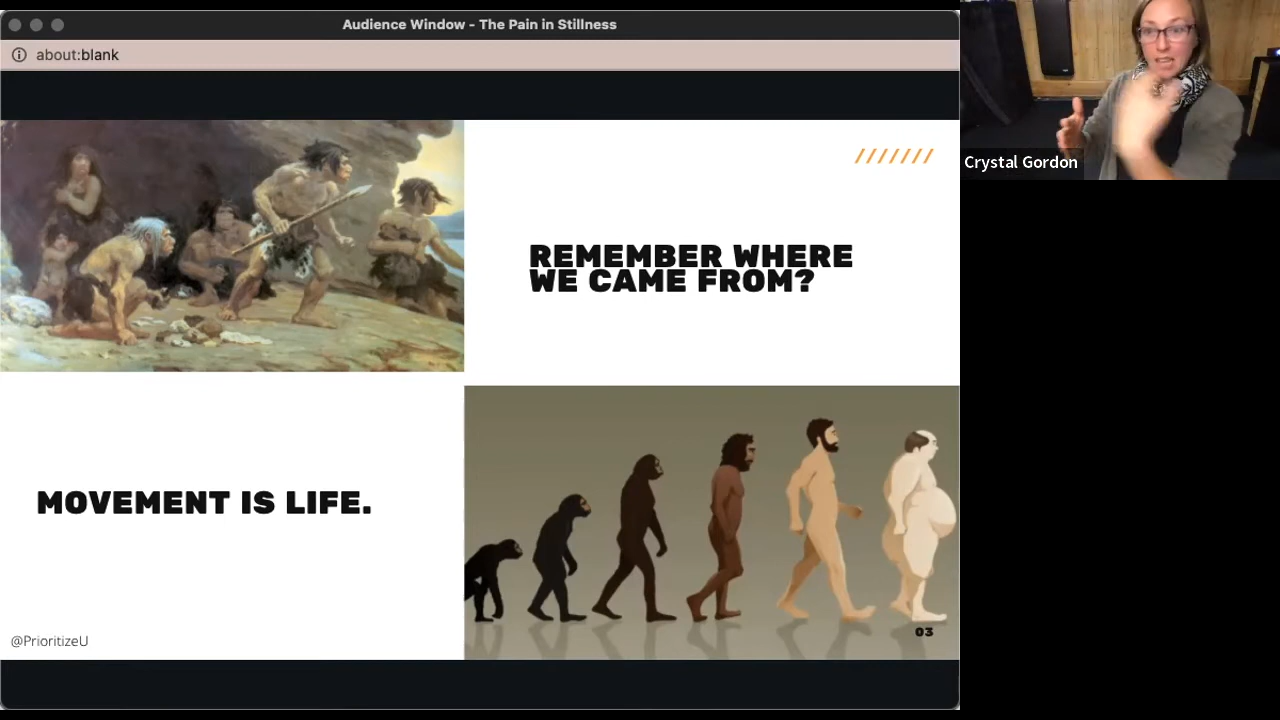 Audience Window - The Pain in Stillness
about:blank
Crystal Gordon
REMEMBER WHERE
WE CAME FROM?
MOVEMENT IS LIFE.
@PrioritizeU
03